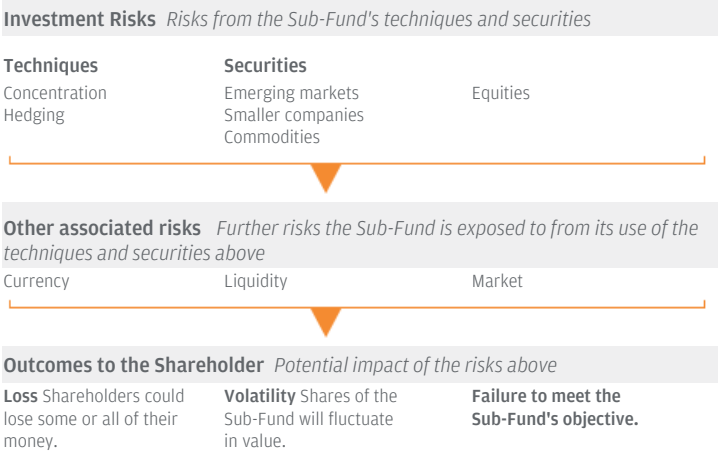 Investment Risks Risks from the Sub-Fund's techniques and securities
Techniques Securities
Concentration Emerging markets Equities
Hedging Smaller companies
Commodities
Other associated risks Further risks the Sub-Fund is exposed to from its use of the
techniques and securities above
Currency Liquidity Market
Outcomes to the Shareholder Potential impact of the risks above
Loss Shareholders could
lose some or all of their
money.
Volatility Shares of the
Sub-Fund will fluctuate
in value.
Failure to meet the
Sub-Fund's objective.